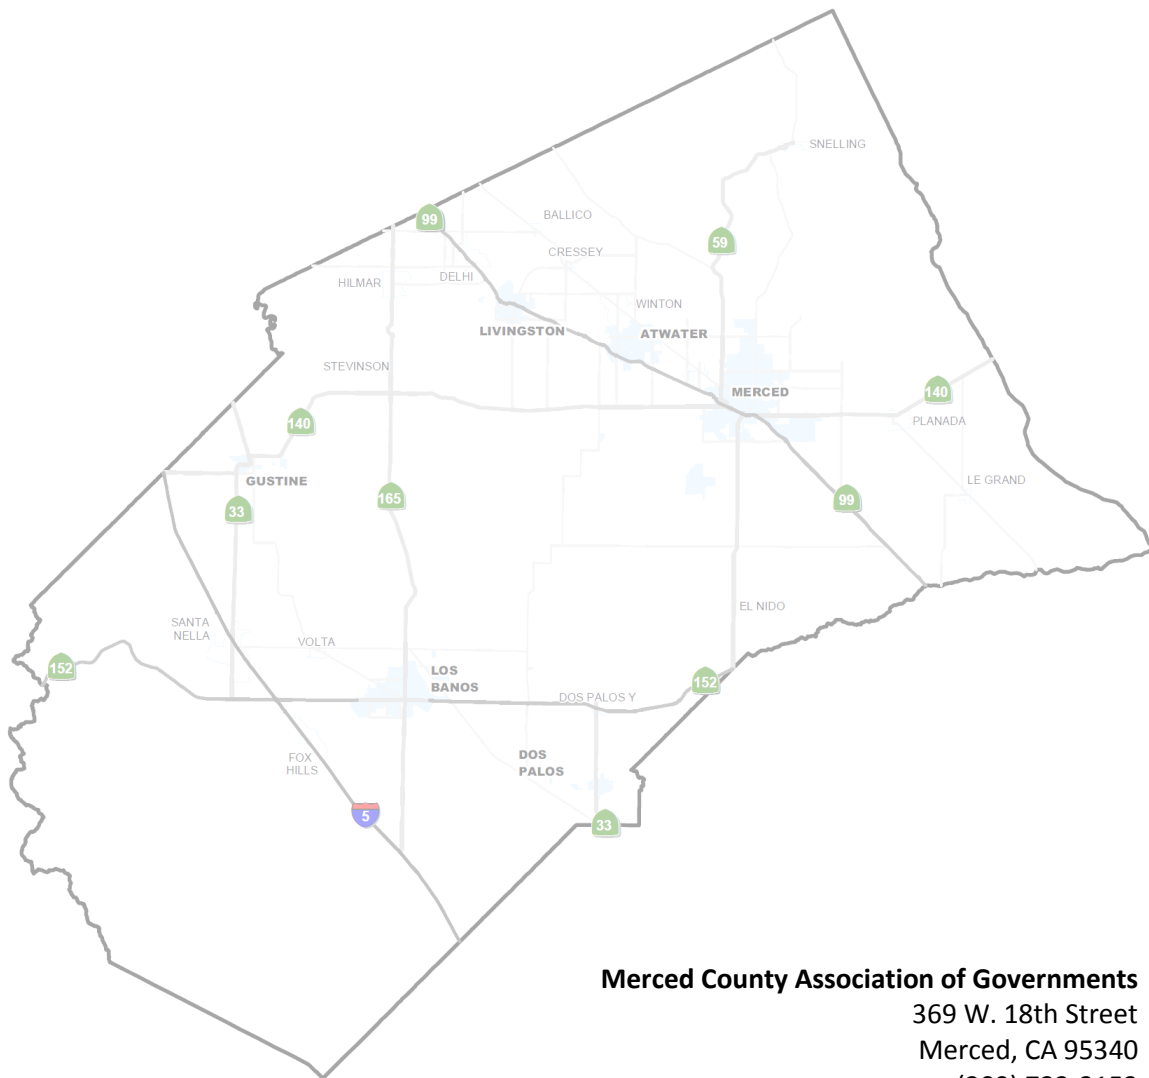 SNELLING
99
BALLICO
59
CRESSEY
HILMAR
DELHI
WINTON
LIVINGSTON
ATWATER
STEVINSON
MERCED
140
140
PLANADA
GUSTINE
LE GRAND
165
99
33
EL NIDO
SANTA
NELLA
VOLTA
152
LOS
BANOS
152
DOS PALOS Y
FOX
HILLS
DOS
PALOS
5
33
Merced County Association of Governments
369 W. 18th Street
Merced, CA 95340